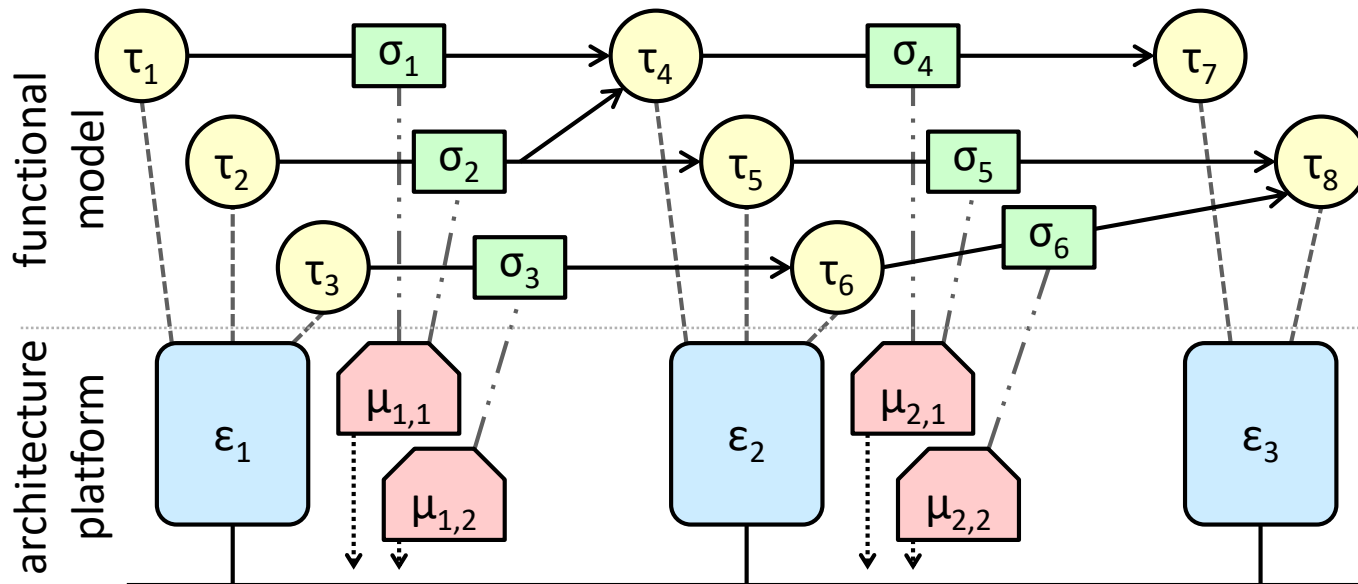 functional
model
τ1
σ1
τ4
σ4
τ7
τ2
σ2
τ5
σ5
τ8
τ3
σ3
τ6
σ6
architecture
platform
ε1
μ1,1
μ1,2
ε2
μ2,1
μ2,2
ε3